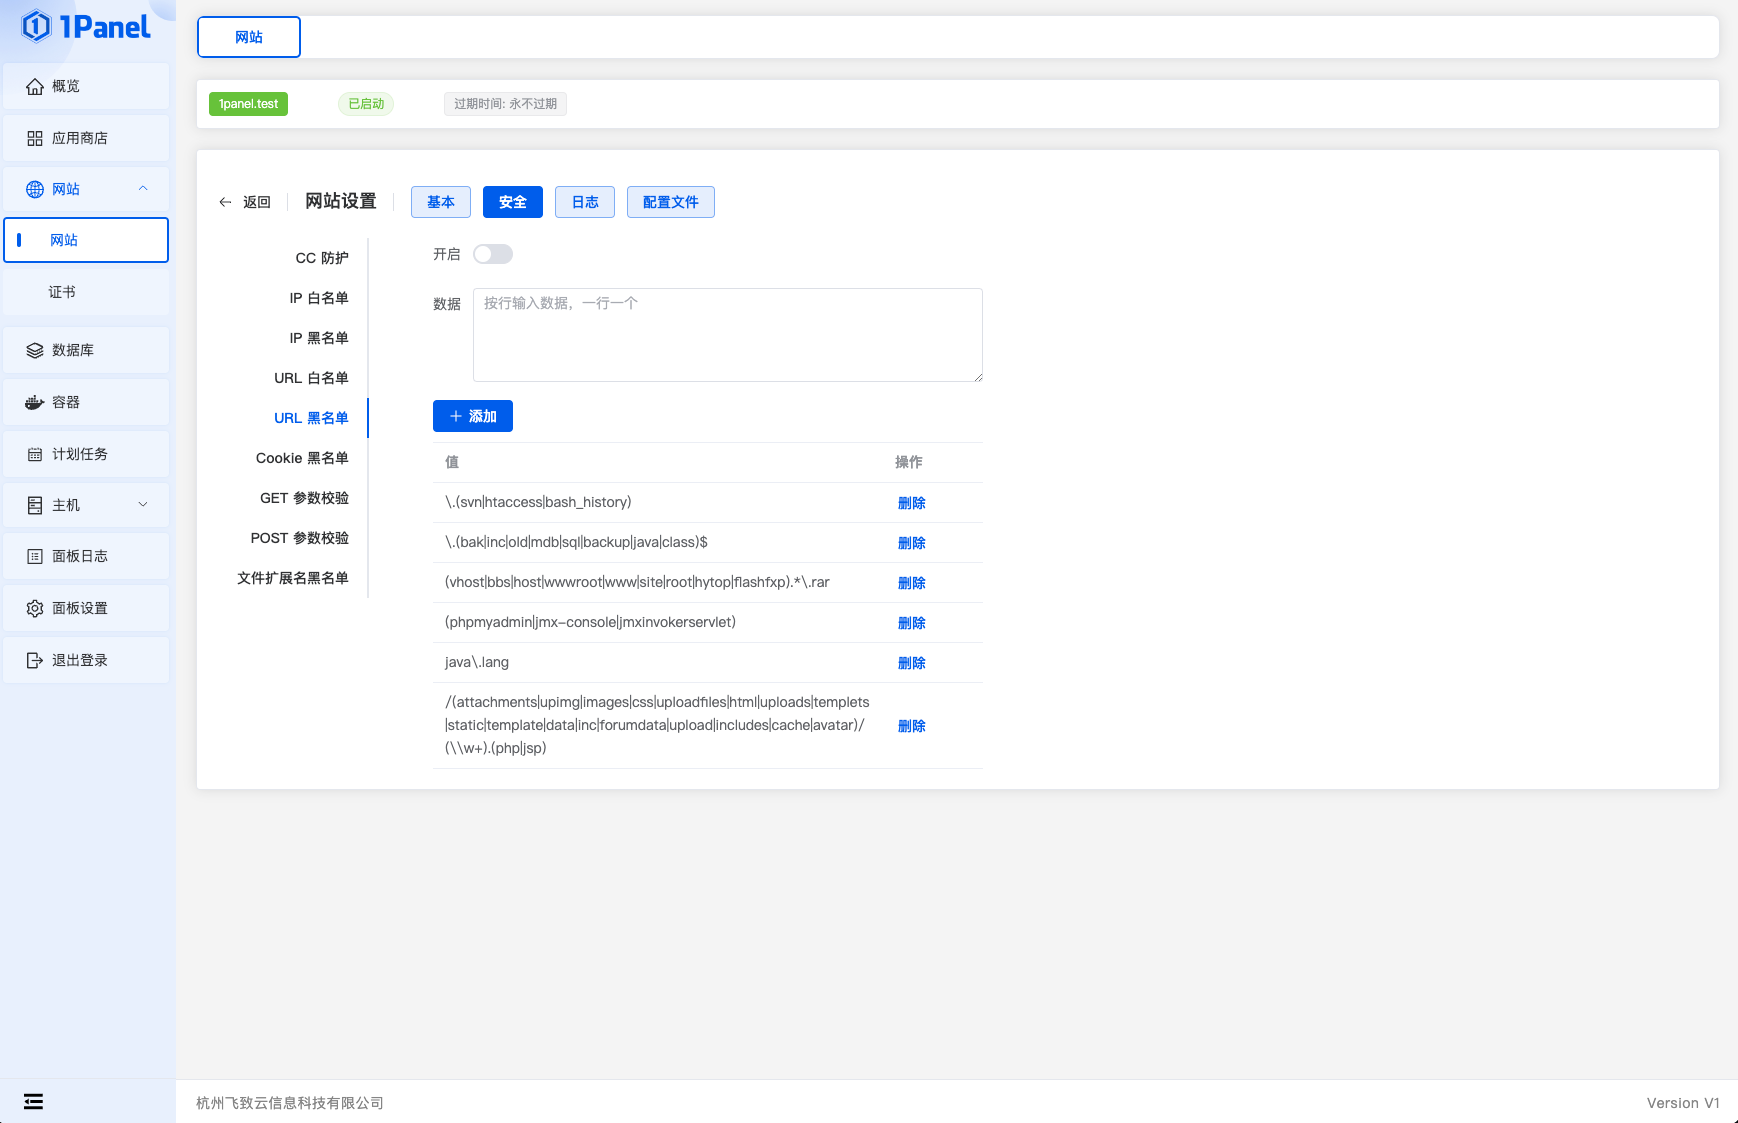 1Panel
概览
应用商店
网站
网站
证书
数据库
容器
计划任务
主机
面板日志
面板设置
退出登录
网站
1panel.test
已启动
过期时间: 永不过期
返回
网站设置
基本
安全
日志
配置文件
CC 防护
IP 白名单
IP 黑名单
URL 白名单
URL 黑名单
Cookie 黑名单
GET 参数校验
POST 参数校验
文件扩展名黑名单
开启
数据
按行输入数据，一行一个
添加
值 操作
\.(svn|htaccess|bash_history) 删除
\.(bak|inc|old|mdb|sql|backup|java|class)$ 删除
(vhost|bbs|host|wwwroot|www|site|root|hytop|flashfxp).*\.rar 删除
(phpmyadmin|jmx-console|jmxinvokerservlet) 删除
java\.lang 删除
/(attachments|upimg|images|css|uploadfiles|html|uploads|templets
|static|template|data|inc|forumdata|upload|includes|cache|avatar)/ 删除
(\\w+).(php|jsp)
杭州飞致云信息科技有限公司
Version V1